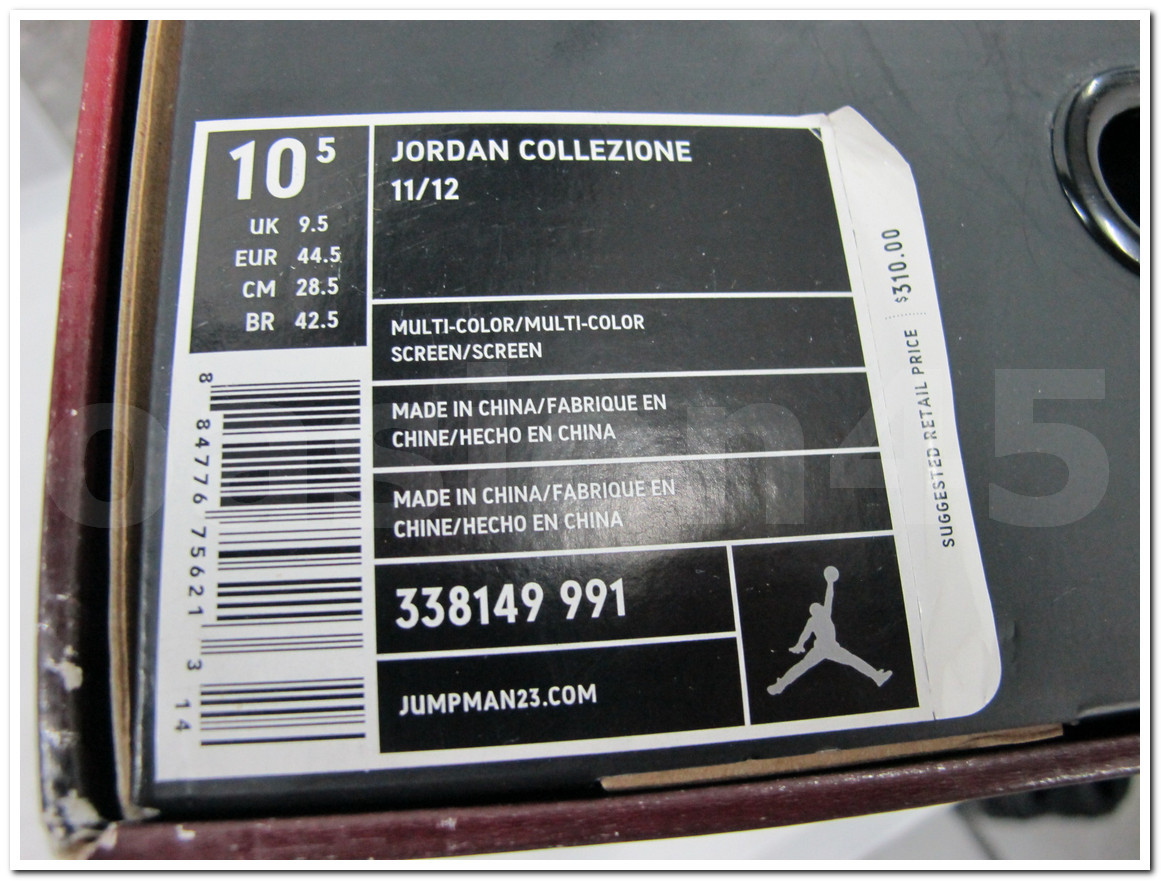 10 5
UK 9.5
EUR 44.5
CM 28.5
BR 42.5
JORDAN COLLEZIONE
11/12
MULTI-COLOR/MULTI-COLOR
SCREEN/SCREEN
MADE IN CHINA/FABRIQUE EN
CHINE/HECHO EN CHINA
MADE IN CHINA/FABRIQUE EN
CHINE/HECHO EN CHINA
338149 991
JUMPMAN23.COM
8 84776 75621 3 14
SUGGESTED RETAIL PRICE $310.00